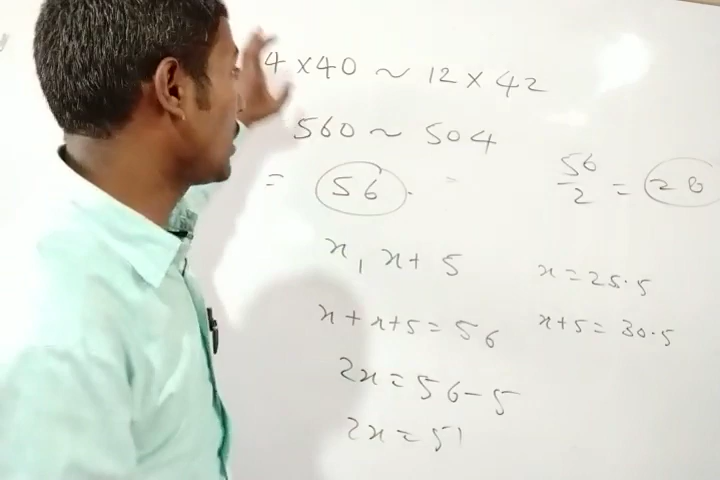 4 × 40 ~ 12 × 42
560 ~ 504
= 56.
56/2 = 28
x, x + 5
x = 25.5
x + x + 5 = 56
x + 5 = 30.5
2x = 56 - 5
2x = 51